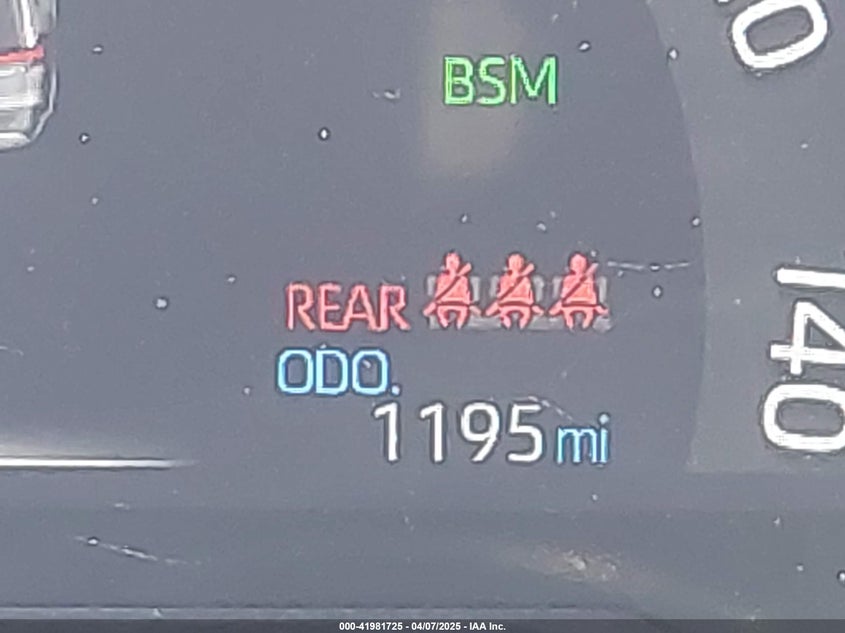 BSM
REAR
ODO.
1195 mi
140
000-41981725 - 04/07/2025 - IAA Inc.